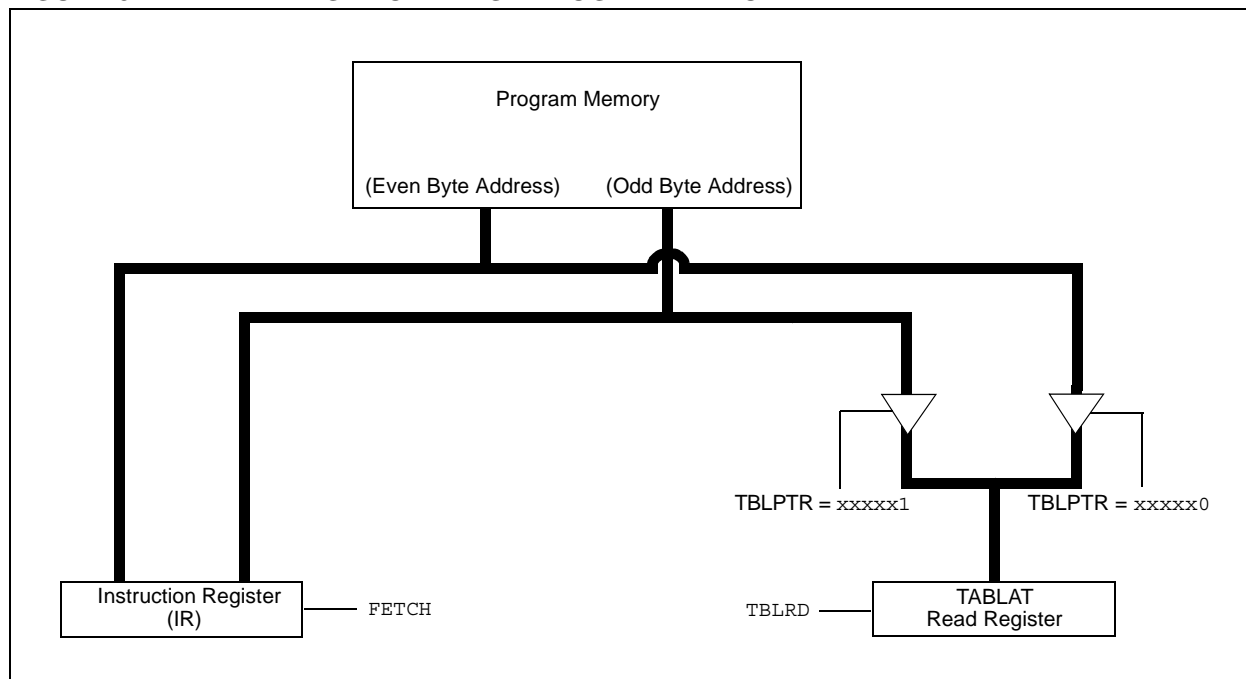 Program Memory
(Even Byte Address) (Odd Byte Address)
TBLPTR = xxxxx1
TBLPTR = xxxxx0
Instruction Register
(IR)
FETCH
TBLRD
TABLAT
Read Register